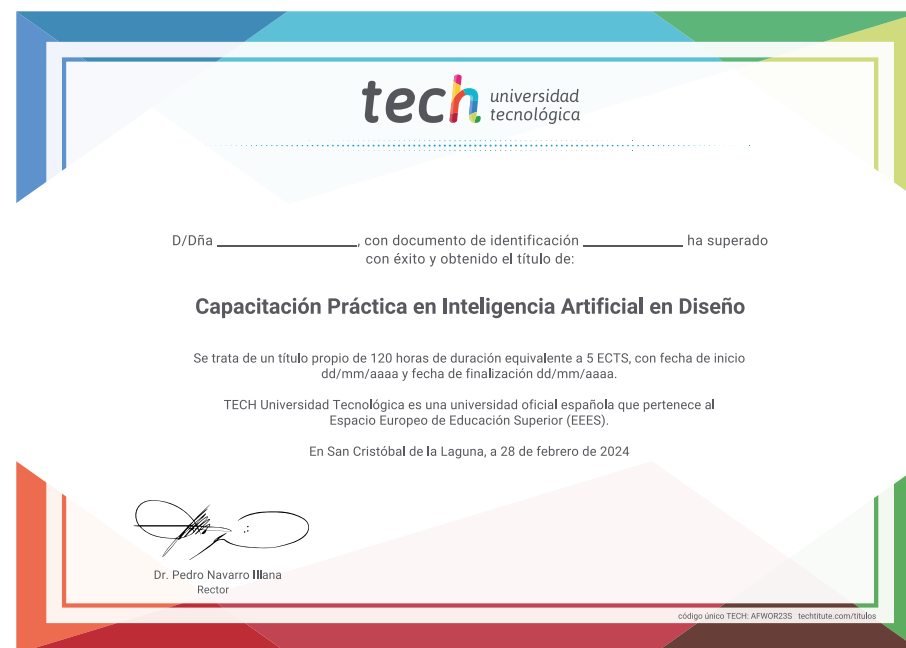 tech universidad
tecnológica
D/Dña ____________________, con documento de identificación ______________ ha superado
con éxito y obtenido el título de:
Capacitación Práctica en Inteligencia Artificial en Diseño
Se trata de un título propio de 120 horas de duración equivalente a 5 ECTS, con fecha de inicio
dd/mm/aaaa y fecha de finalización dd/mm/aaaa.
TECH Universidad Tecnológica es una universidad oficial española que pertenece al
Espacio Europeo de Educación Superior (EEES).
En San Cristóbal de la Laguna, a 28 de febrero de 2024
Dr. Pedro Navarro Illana
Rector
código único TECH: AFWOR23S techtitute.com/titulos